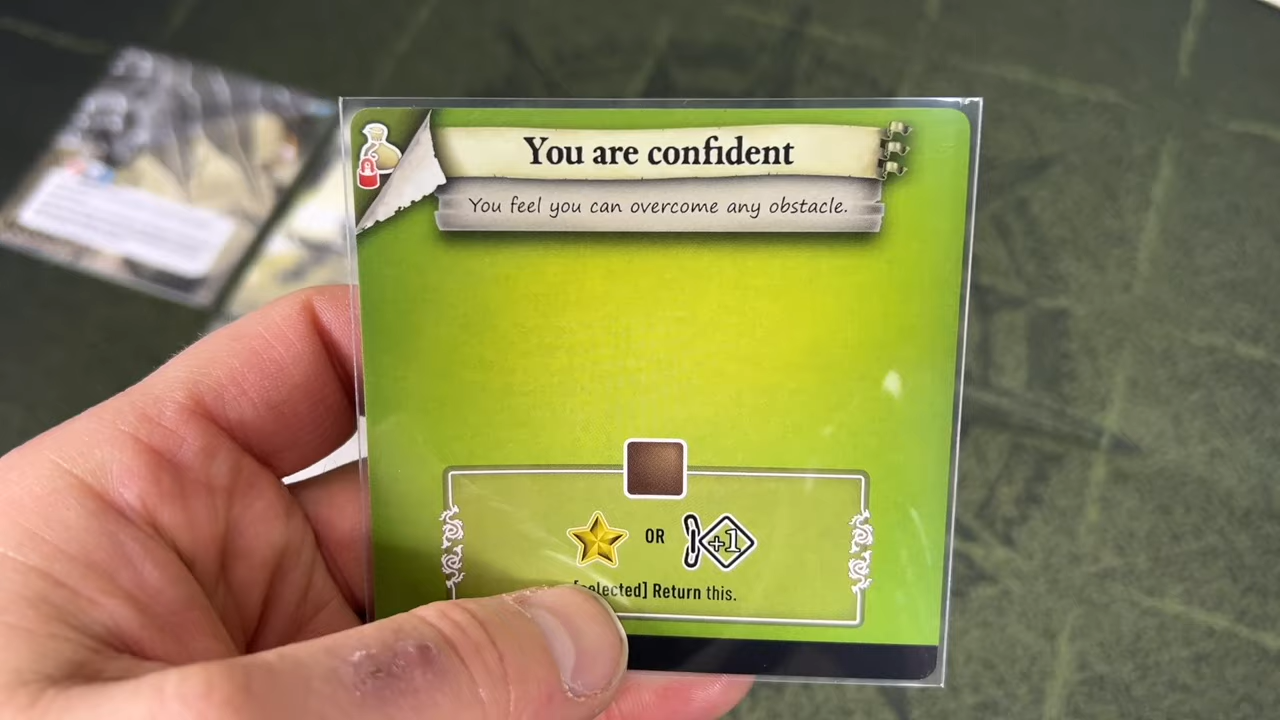 You are confident
You feel you can overcome any obstacle.
OR
+1
Return this.